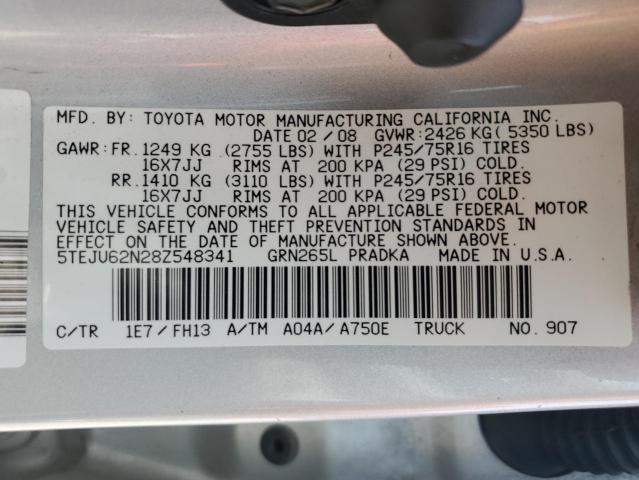 MFD. BY: TOYOTA MOTOR MANUFACTURING CALIFORNIA INC.
DATE 02 / 08 GVWR: 2426 KG( 5350 LBS)
GAWR: FR. 1249 KG (2755 LBS) WITH P245/75R16 TIRES
16X7JJ RIMS AT 200 KPA (29 PSI) COLD.
RR. 1410 KG (3110 LBS) WITH P245/75R16 TIRES
16X7JJ RIMS AT 200 KPA (29 PSI) COLD.
THIS VEHICLE CONFORMS TO ALL APPLICABLE FEDERAL MOTOR
VEHICLE SAFETY AND THEFT PREVENTION STANDARDS IN
EFFECT ON THE DATE OF MANUFACTURE SHOWN ABOVE.
5TEJU62N28Z548341 GRN265L PRADKA MADE IN U.S.A.
C/TR 1E7 / FH13 A/TM A04A / A750E TRUCK NO. 907